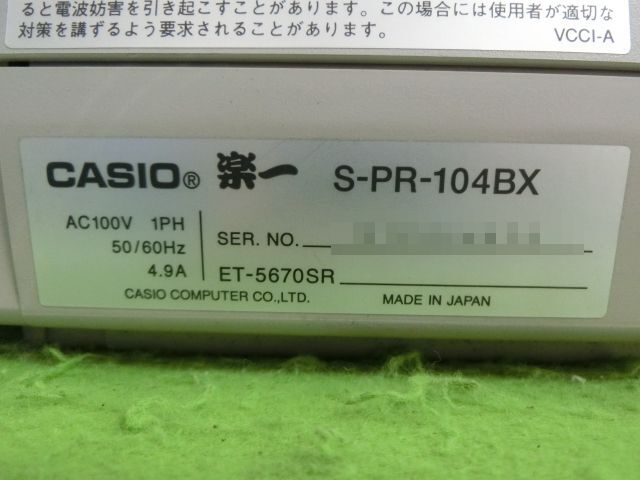 ると電波妨害を引き起こすことがあります。この場合には使用者が適切な
対策を講ずるよう要求されることがあります。
VCCI-A
CASIO® 楽一 S-PR-104BX
AC100V 1PH
50/60Hz
4.9A
SER. NO.
ET-5670SR
CASIO COMPUTER CO.,LTD. MADE IN JAPAN